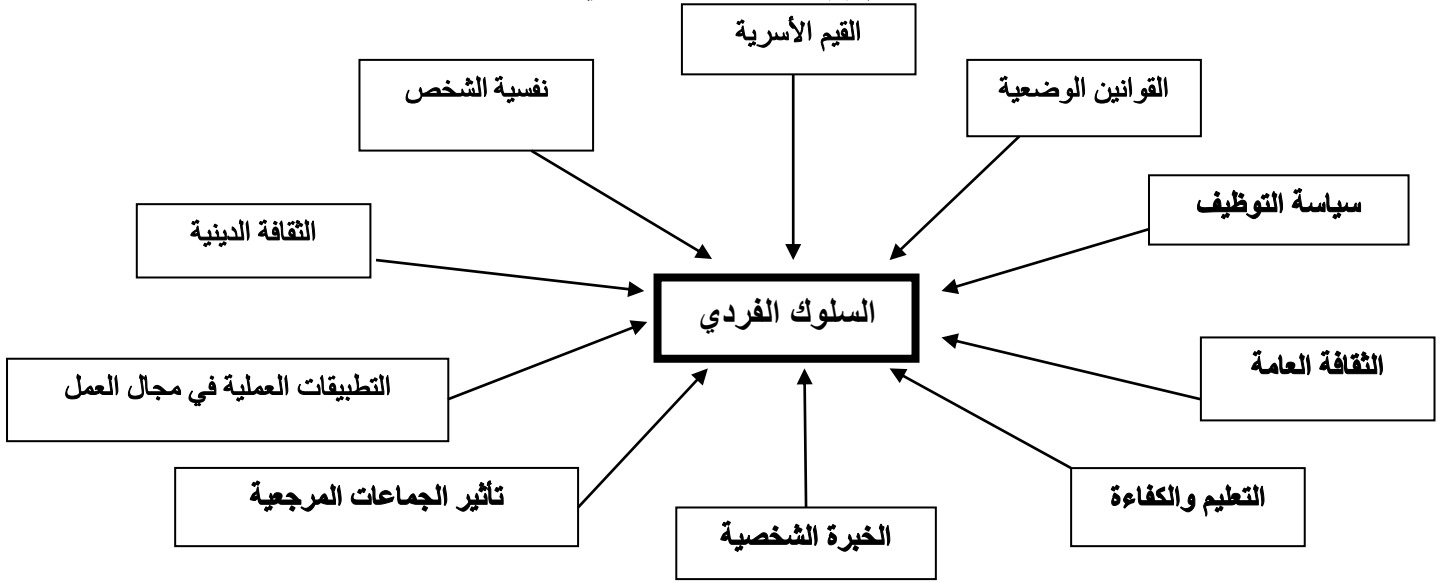 القيم الأسرية
نفسية الشخص
القوانين الوضعية
سياسة التوظيف
الثقافة الدينية
السلوك الفردي
الثقافة العامة
التطبيقات العملية في مجال العمل
تأثير الجماعات المرجعية
التعليم والكفاءة
الخبرة الشخصية